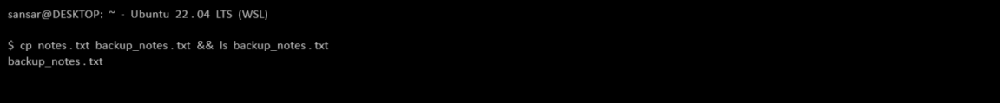 sansar@DESKTOP: ~ - Ubuntu 22.04 LTS (WSL)
$ cp notes.txt backup_notes.txt && ls backup_notes.txt
backup_notes.txt